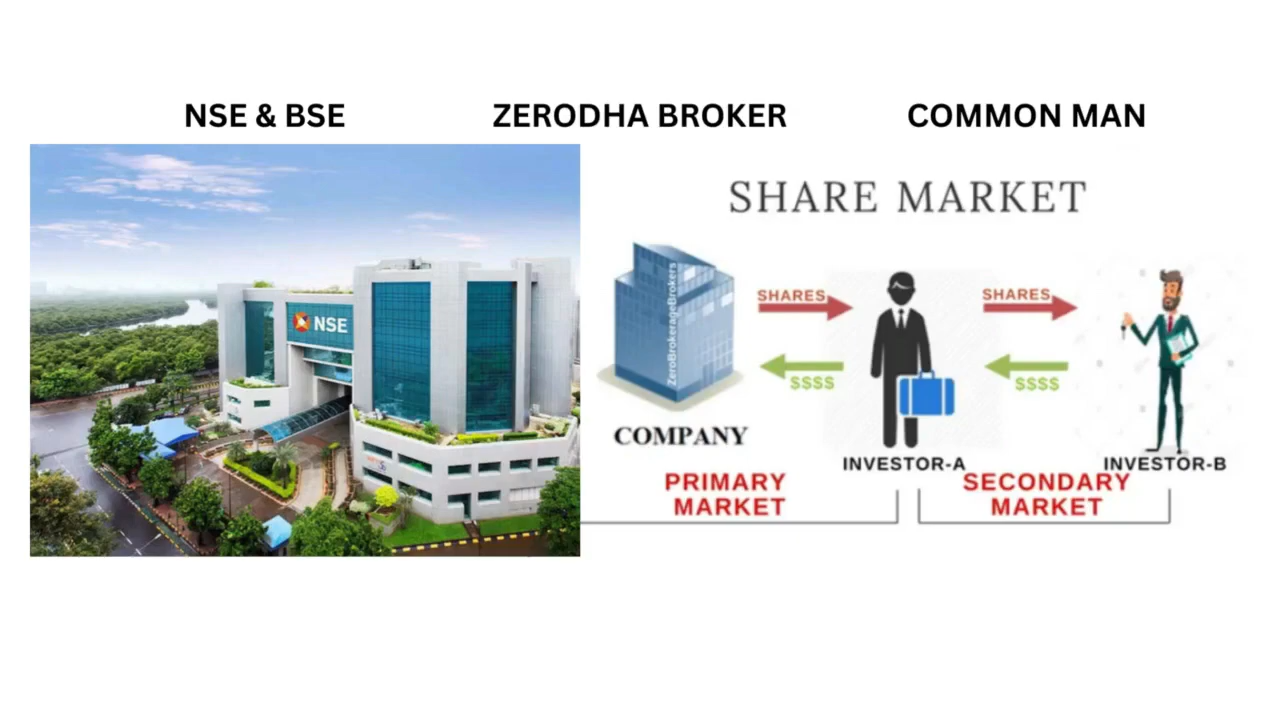 NSE & BSE
ZERODHA BROKER
COMMON MAN
NSE
SHARE MARKET
ZeroBrokerageBrokers
SHARES
$$$$
SHARES
$$$$
COMPANY
INVESTOR-A
INVESTOR-B
PRIMARY
MARKET
SECONDARY
MARKET